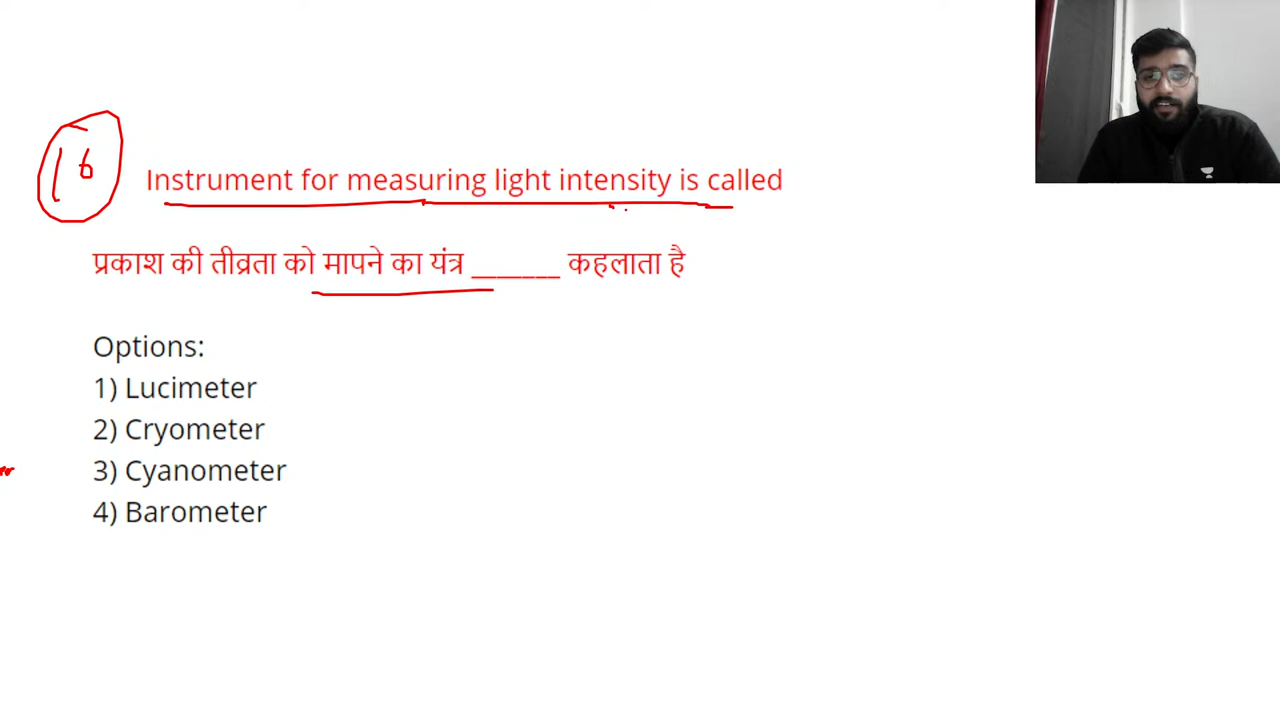 16
Instrument for measuring light intensity is called
प्रकाश की तीव्रता को मापने का यंत्र _______ कहलाता है
Options:
1) Lucimeter
2) Cryometer
3) Cyanometer
4) Barometer